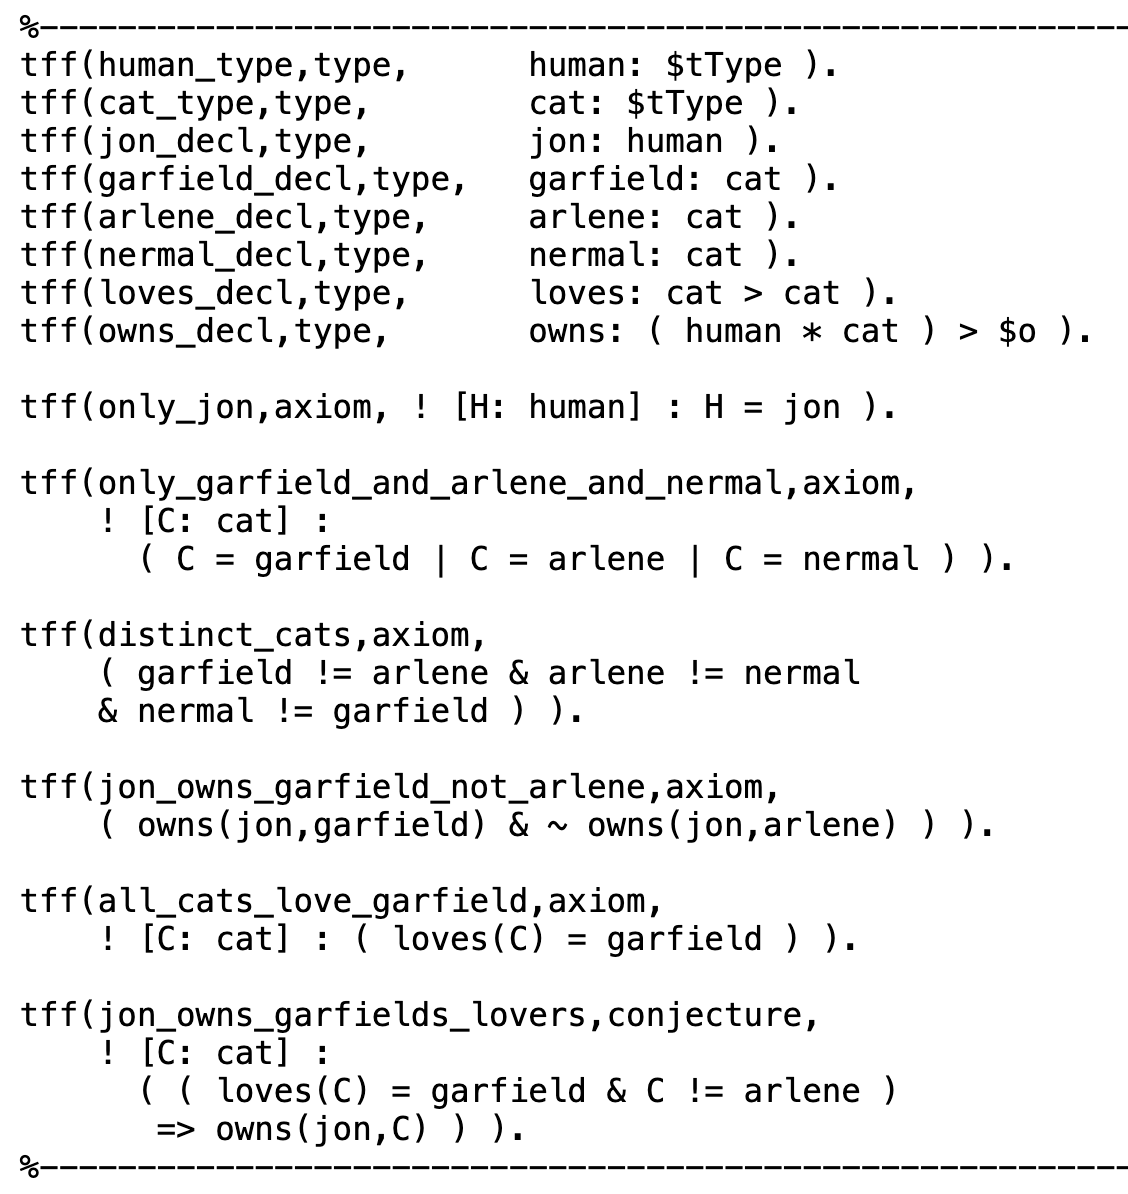 %--------------------------------------------------------
tff(human_type,type,      human: $tType ).
tff(cat_type,type,        cat: $tType ).
tff(jon_decl,type,        jon: human ).
tff(garfield_decl,type,   garfield: cat ).
tff(arlene_decl,type,     arlene: cat ).
tff(nermal_decl,type,     nermal: cat ).
tff(loves_decl,type,      loves: cat > cat ).
tff(owns_decl,type,       owns: ( human * cat ) > $o ).

tff(only_jon,axiom, ! [H: human] : H = jon ).

tff(only_garfield_and_arlene_and_nermal,axiom,
    ! [C: cat] :
      ( C = garfield | C = arlene | C = nermal ) ).

tff(distinct_cats,axiom,
    ( garfield != arlene & arlene != nermal
    & nermal != garfield ) ).

tff(jon_owns_garfield_not_arlene,axiom,
    ( owns(jon,garfield) & ~ owns(jon,arlene) ) ).

tff(all_cats_love_garfield,axiom,
    ! [C: cat] : ( loves(C) = garfield ) ).

tff(jon_owns_garfields_lovers,conjecture,
    ! [C: cat] :
      ( ( loves(C) = garfield & C != arlene )
       => owns(jon,C) ) ).
%--------------------------------------------------------